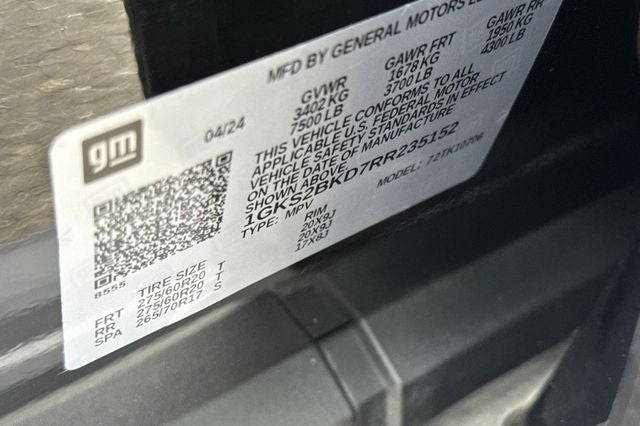 gm
04/24
MFD BY GENERAL MOTORS
GVWR
3402 KG
7500 LB
GAWR FRT
1678 KG
3700 LB
GAWR RR
1950 KG
4300 LB
THIS VEHICLE CONFORMS TO ALL
APPLICABLE U.S. FEDERAL MOTOR
VEHICLE SAFETY STANDARDS IN EFFECT
ON THE DATE OF MANUFACTURE
SHOWN ABOVE.
1GKS2BKD7RR235152
TYPE: MPV
MODEL: 72TK10706
8555
TIRE SIZE
RIM
FRT 275/60R20 T 20X9J
RR 275/60R20 T 20X9J
SPA 265/70R17 S 17X8J